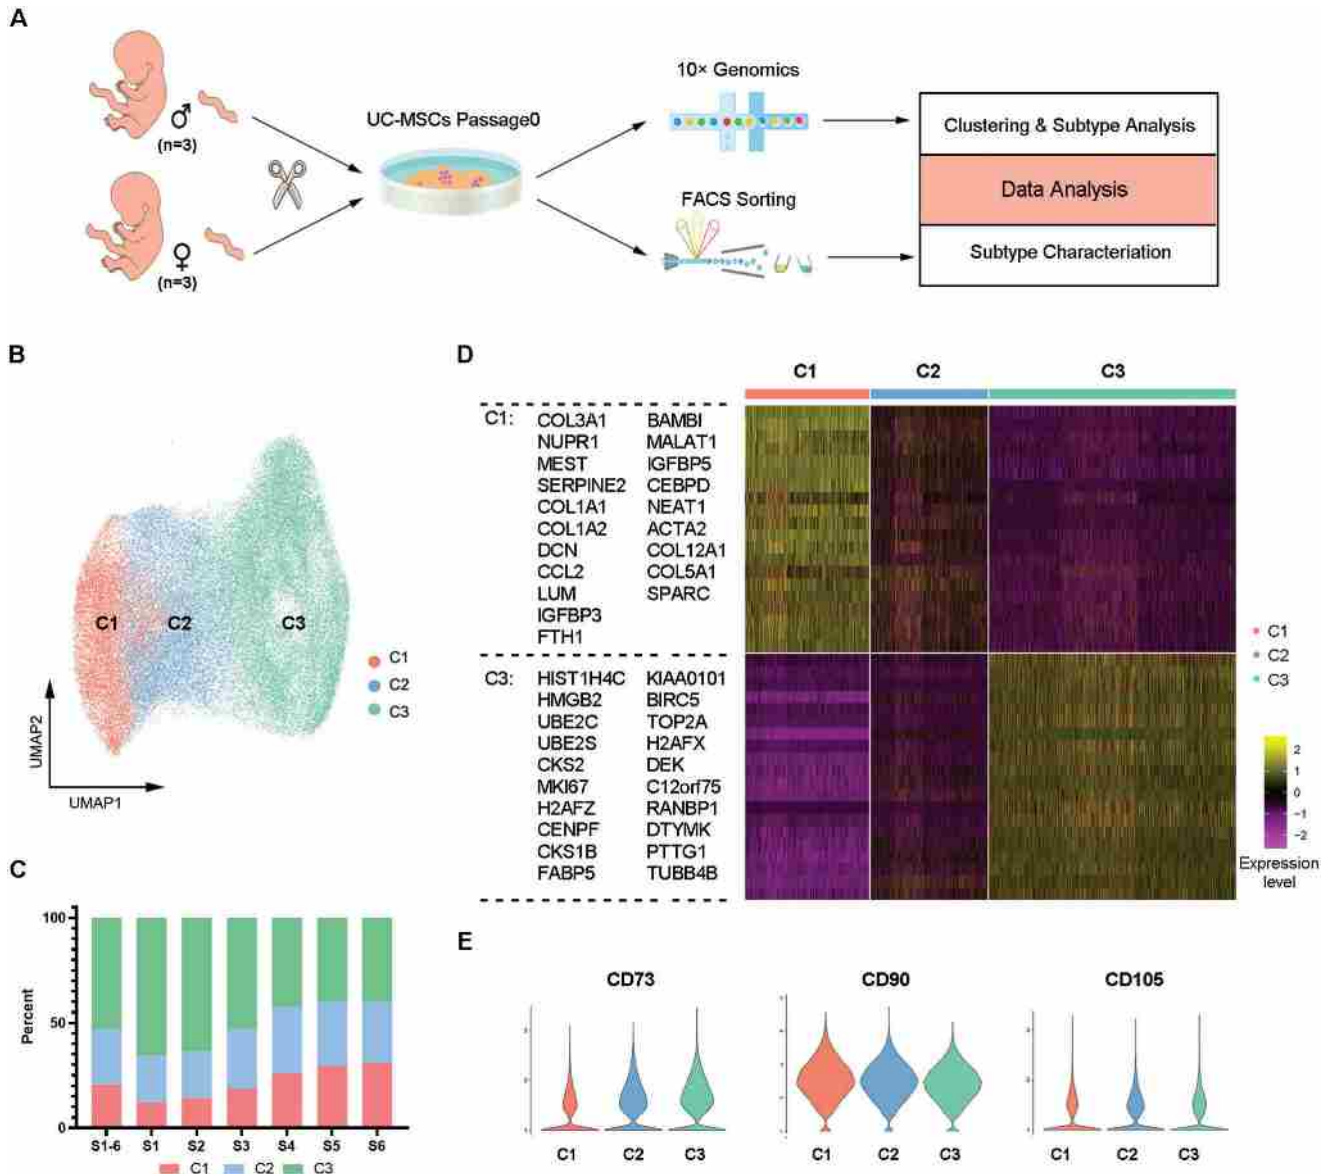 A
♂
(n=3)
♀
(n=3)
UC-MSCs Passage0
10× Genomics
FACS Sorting
Clustering & Subtype Analysis
Data Analysis
Subtype Characteriation
B
C1
C2
C3
C1
C2
C3
UMAP2
UMAP1
C
Percent
100
50
0
S1-6 S1 S2 S3 S4 S5 S6
C1 C2 C3
D
C1 C2 C3
C1: COL3A1 BAMBI
NUPR1 MALAT1
MEST IGFBP5
SERPINE2 CEBPD
COL1A1 NEAT1
COL1A2 ACTA2
DCN COL12A1
CCL2 COL5A1
LUM SPARC
IGFBP3
FTH1
C3: HIST1H4C KIAA0101
HMGB2 BIRC5
UBE2C TOP2A
UBE2S H2AFX
CKS2 DEK
MKI67 C12orf75
H2AFZ RANBP1
CENPF DTYMK
CKS1B PTTG1
FABP5 TUBB4B
C1
C2
C3
2
1
0
−1
−2
Expression
level
E
CD73
C1 C2 C3
CD90
C1 C2 C3
CD105
C1 C2 C3